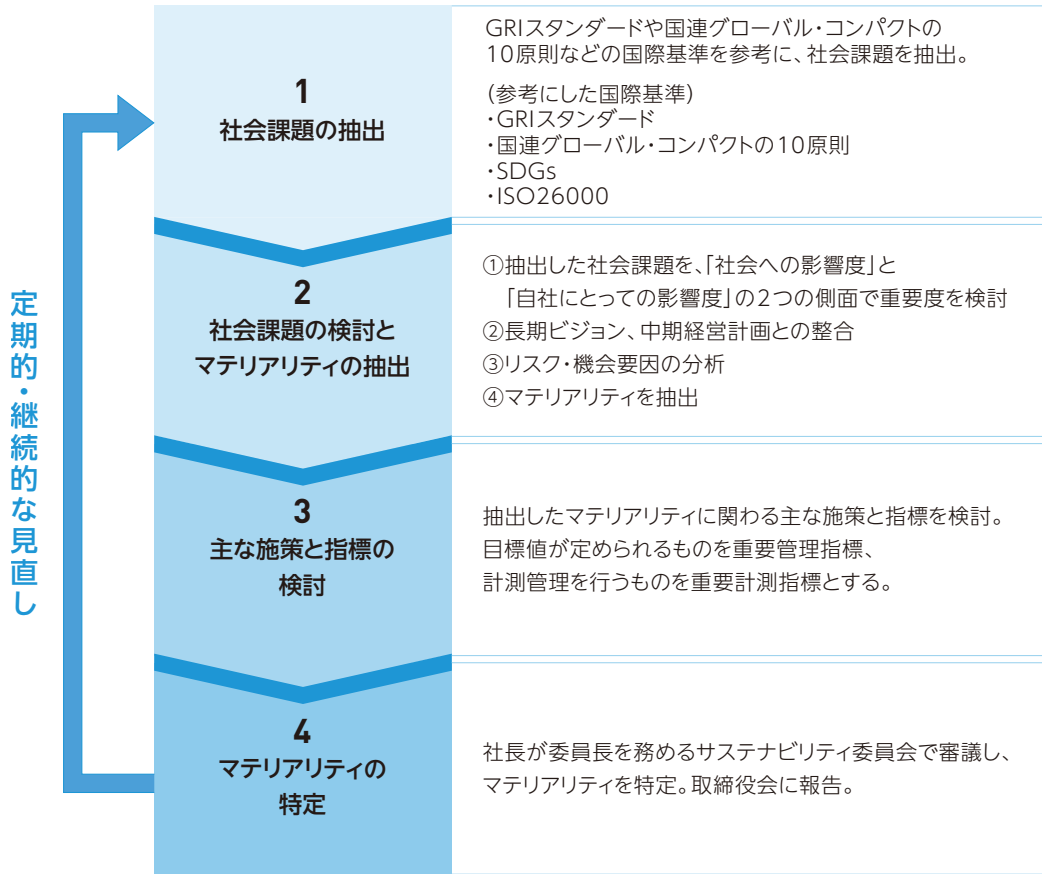 定期的・継続的な見直し
1
社会課題の抽出
GRIスタンダードや国連グローバル・コンパクトの
10原則などの国際基準を参考に、社会課題を抽出。
(参考にした国際基準)
・GRIスタンダード
・国連グローバル・コンパクトの10原則
・SDGs
・ISO26000
2
社会課題の検討と
マテリアリティの抽出
①抽出した社会課題を、「社会への影響度」と
「自社にとっての影響度」の2つの側面で重要度を検討
②長期ビジョン、中期経営計画との整合
③リスク・機会要因の分析
④マテリアリティを抽出
3
主な施策と指標の
検討
抽出したマテリアリティに関わる主な施策と指標を検討。
目標値が定められるものを重要管理指標、
計測管理を行うものを重要計測指標とする。
4
マテリアリティの
特定
社長が委員長を務めるサステナビリティ委員会で審議し、
マテリアリティを特定。取締役会に報告。